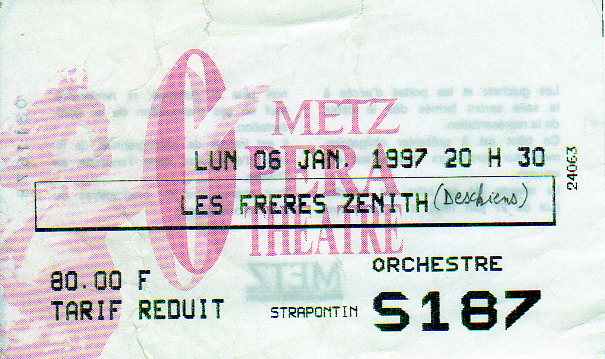 METZ
LUN 06 JAN. 1997 20 H 30
OPERA
LES FRERES ZENITH (Deschiens)
THEATRE
METZ
ORCHESTRE
80.00 F
TARIF REDUIT
STRAPONTIN S187
24063